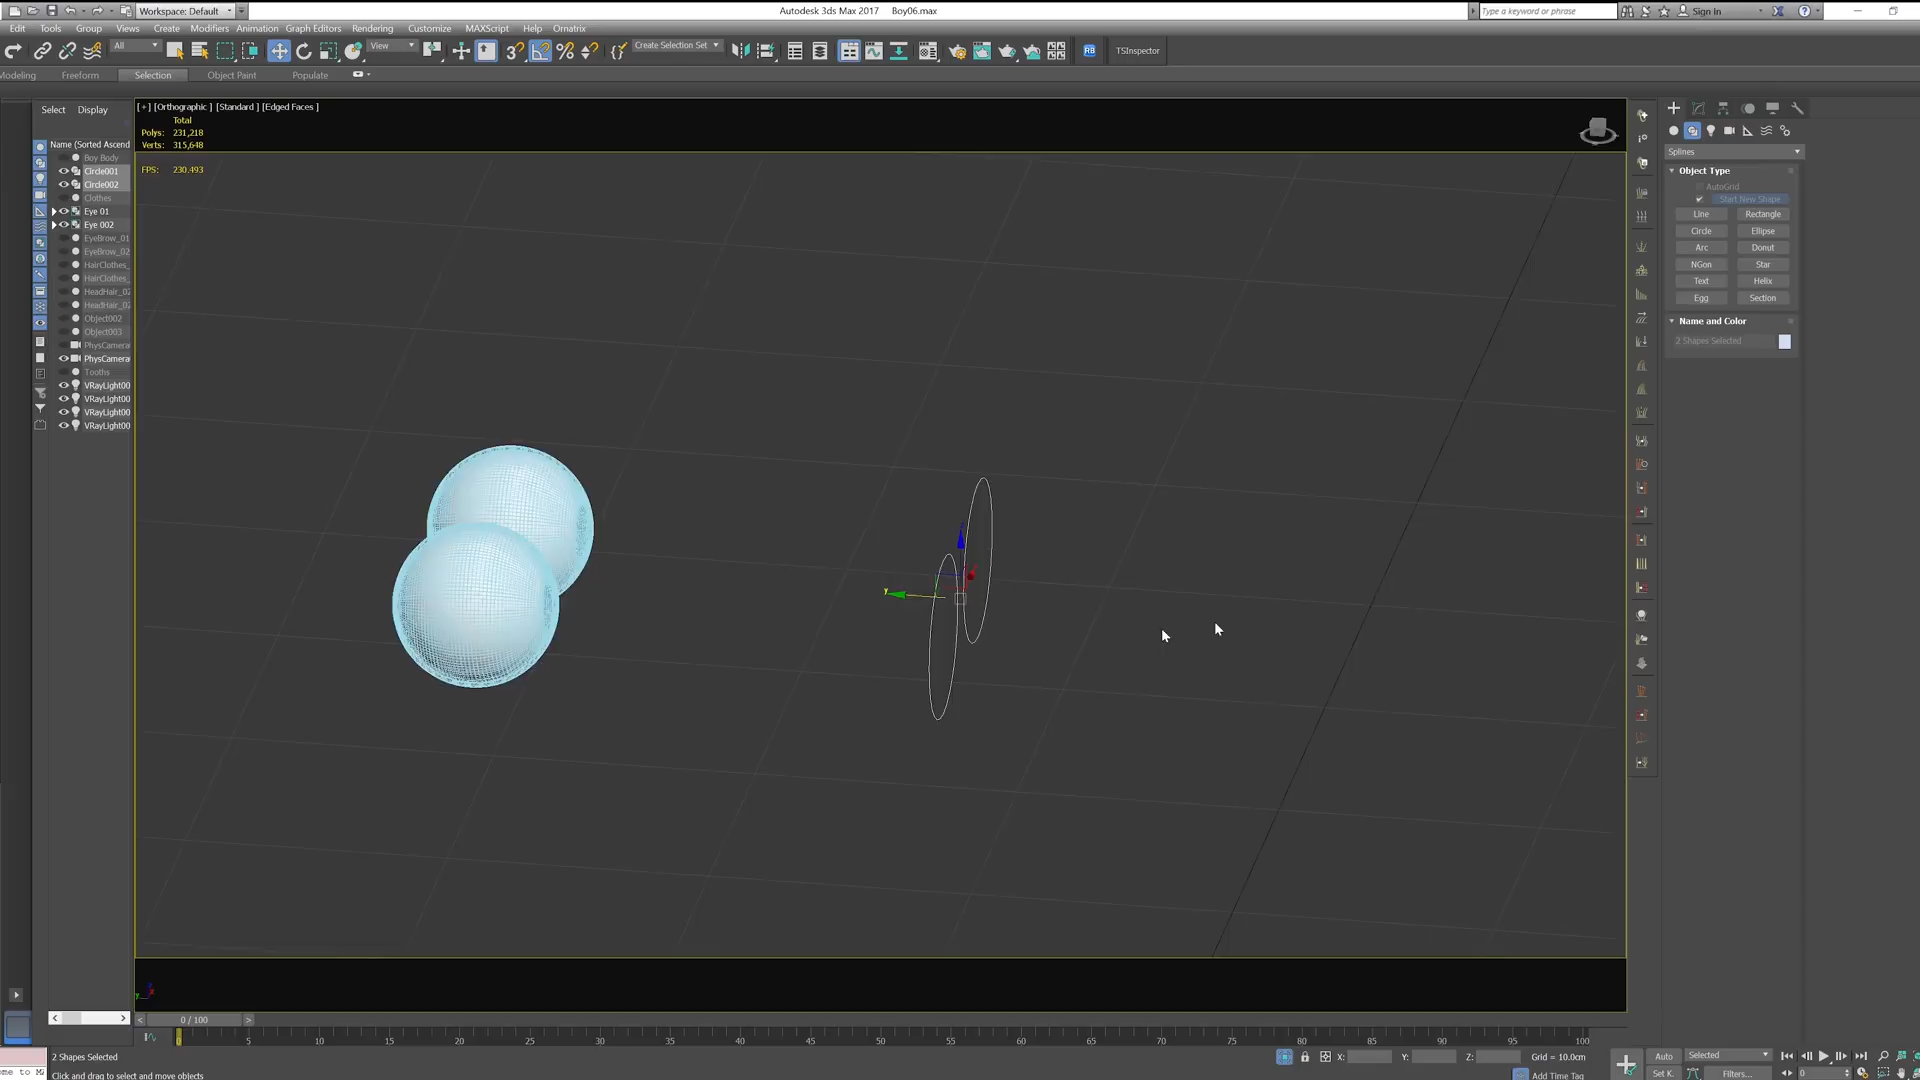 Workspace: Default
Autodesk 3ds Max 2017 Boy06.max
Type a keyword or phrase
Sign In
Edit Tools Group Views Create Modifiers Animation Graph Editors Rendering Customize MAXScript Help Ornatrix
All
View
Create Selection Set
RB
TSInspector
Modeling Freeform Selection Object Paint Populate
Select Display
[+] [Orthographic] [Standard] [Edged Faces]
Total
Polys: 231,218
Verts: 315,648
FPS: 230.493
Name (Sorted Ascend
Boy Body
Circle001
Circle002
Clothes
Eye 01
Eye 002
EyeBrow_01
EyeBrow_02
HairClothes_
HairClothes_
HeadHair_02
HeadHair_02
Object002
Object003
PhysCamera
PhysCamera
Tooths
VRayLight00
VRayLight00
VRayLight00
VRayLight00
Splines
Object Type
AutoGrid
Start New Shape
Line Rectangle
Circle Ellipse
Arc Donut
NGon Star
Text Helix
Egg Section
Name and Color
2 Shapes Selected
y
0 / 100
5 10 15 20 25 30 35 40 45 50 55 60 65 70 75 80 85 90 95 100
2 Shapes Selected
X: Y: Z: Grid = 10.0cm
Auto Selected
Click and drag to select and move objects
Add Time Tag
Set K. Filters... 0